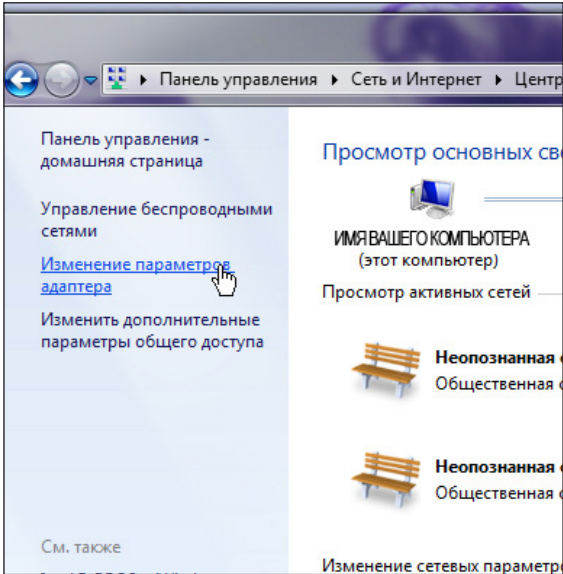 Панель управления ▸ Сеть и Интернет ▸ Центр
Панель управления -
домашняя страница
Управление беспроводными
сетями
Изменение параметров
адаптера
Изменить дополнительные
параметры общего доступа
См. также
Просмотр основных св
ИМЯ ВАШЕГО КОМПЬЮТЕРА
(этот компьютер)
Просмотр активных сетей
Неопознанная
Общественная
Неопознанная
Общественная
Изменение сетевых параметр